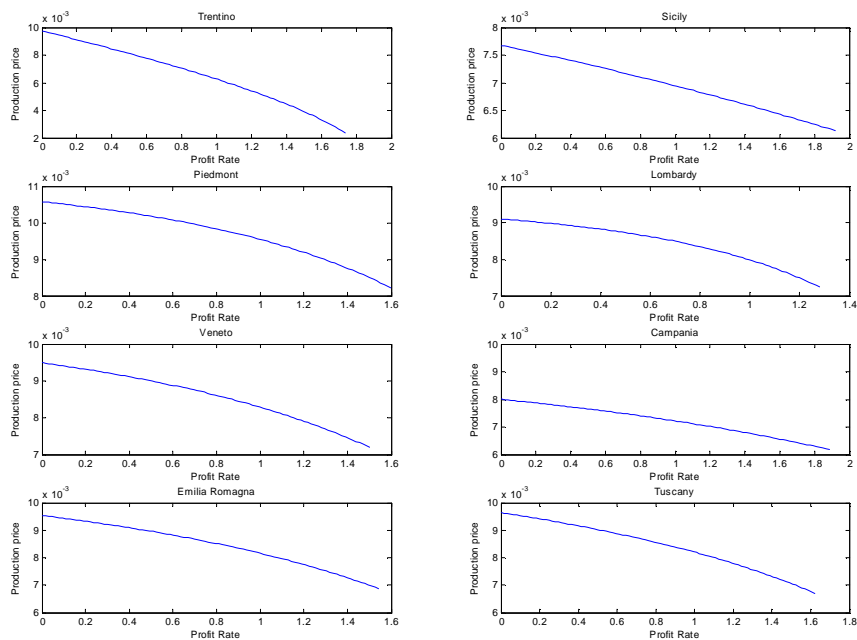 x 10⁻³
Trentino
10
8
6
4
2
Production price
0 0.2 0.4 0.6 0.8 1 1.2 1.4 1.6 1.8 2
Profit Rate
x 10⁻³
Sicily
8
7.5
7
6.5
6
Production price
0 0.2 0.4 0.6 0.8 1 1.2 1.4 1.6 1.8 2
Profit Rate
x 10⁻³
Piedmont
11
10
9
8
Production price
0 0.2 0.4 0.6 0.8 1 1.2 1.4 1.6
Profit Rate
x 10⁻³
Lombardy
10
9
8
7
Production price
0 0.2 0.4 0.6 0.8 1 1.2 1.4
Profit Rate
x 10⁻³
Veneto
10
9
8
7
Production price
0 0.2 0.4 0.6 0.8 1 1.2 1.4 1.6
Profit Rate
x 10⁻³
Campania
10
9
8
7
6
Production price
0 0.2 0.4 0.6 0.8 1 1.2 1.4 1.6 1.8 2
Profit Rate
x 10⁻³
Emilia Romagna
10
9
8
7
6
Production price
0 0.2 0.4 0.6 0.8 1 1.2 1.4 1.6
Profit Rate
x 10⁻³
Tuscany
10
9
8
7
6
Production price
0 0.2 0.4 0.6 0.8 1 1.2 1.4 1.6 1.8
Profit Rate